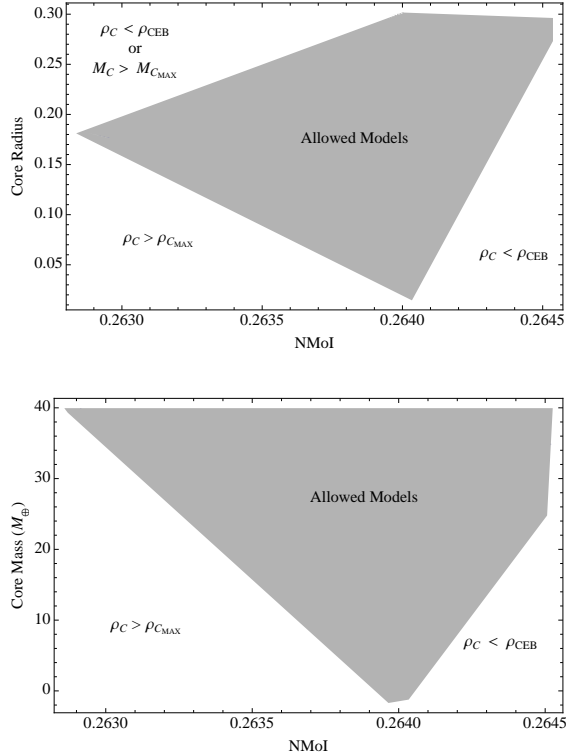 0.30
ρC < ρCEB
or
MC > MCMAX
0.25
0.20
Core Radius
Allowed Models
0.15
0.10
ρC > ρCMAX
ρC < ρCEB
0.05
0.2630 0.2635 0.2640 0.2645
NMoI
40
30
Allowed Models
Core Mass (M⊕)
20
10
ρC > ρCMAX
ρC < ρCEB
0
0.2630 0.2635 0.2640 0.2645
NMoI